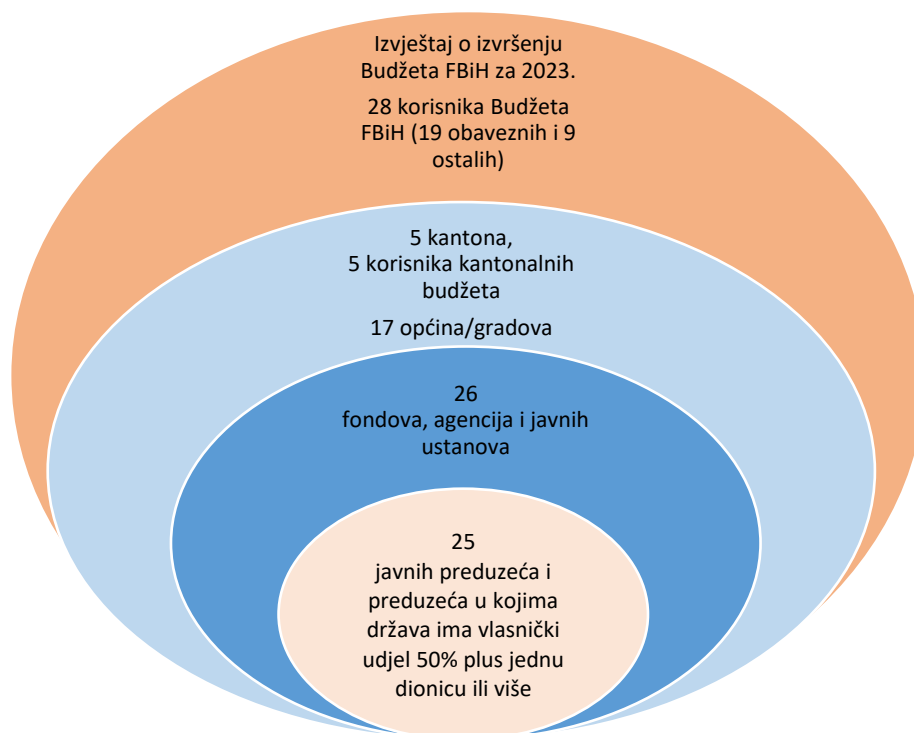 Izvještaj o izvršenju
Budžeta FBiH za 2023.
28 korisnika Budžeta
FBiH (19 obaveznih i 9
ostalih)
5 kantona,
5 korisnika kantonalnih
budžeta
17 općina/gradova
26
fondova, agencija i javnih
ustanova
25
javnih preduzeća i
preduzeća u kojima
država ima vlasnički
udjel 50% plus jednu
dionicu ili više